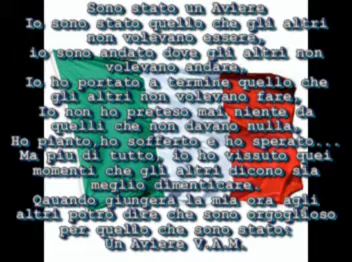 Sono stato un Aviere
Io sono stato quello che gli altri
non volevano essere,
io sono andato dove gli altri non
volevano andare,
Io ho portato a termine quello che
gli altri non volevano fare.
Io non ho preteso mai niente da
quelli che non davano nulla.
Ho pianto,ho sofferto e ho sperato...
Ma più di tutto, io ho vissuto quei
momenti che gli altri dicono sia
meglio dimenticare.
Qauando giungerà la mia ora agli
altri potrò dire che sono orgoglioso
per quello che sono stato:
Un Aviere V.A.M.